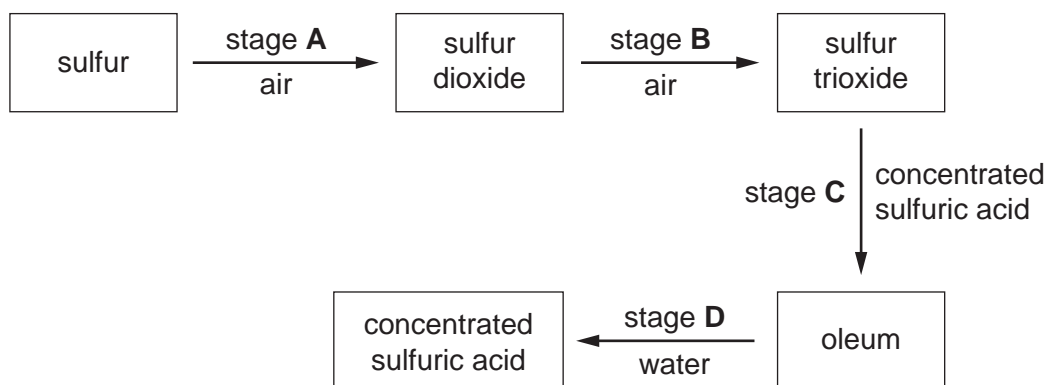 sulfur
stage A
air
sulfur
dioxide
stage B
air
sulfur
trioxide
stage C
concentrated
sulfuric acid
oleum
stage D
water
concentrated
sulfuric acid